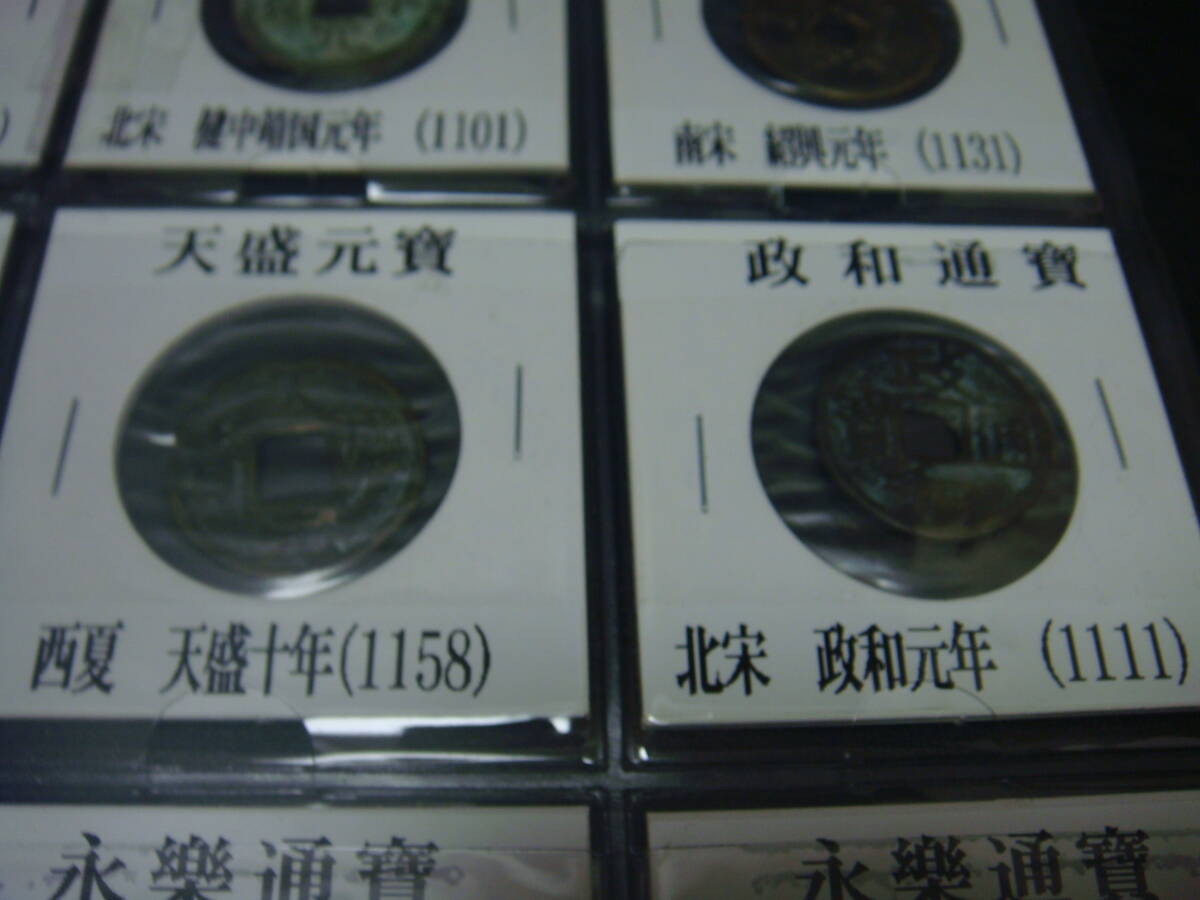 北宋 健中靖国元年 (1101)
南宋 紹興元年 (1131)
天盛元寶
政和通寶
西夏 天盛十年(1158)
北宋 政和元年 (1111)
永樂通寶
永樂通寶